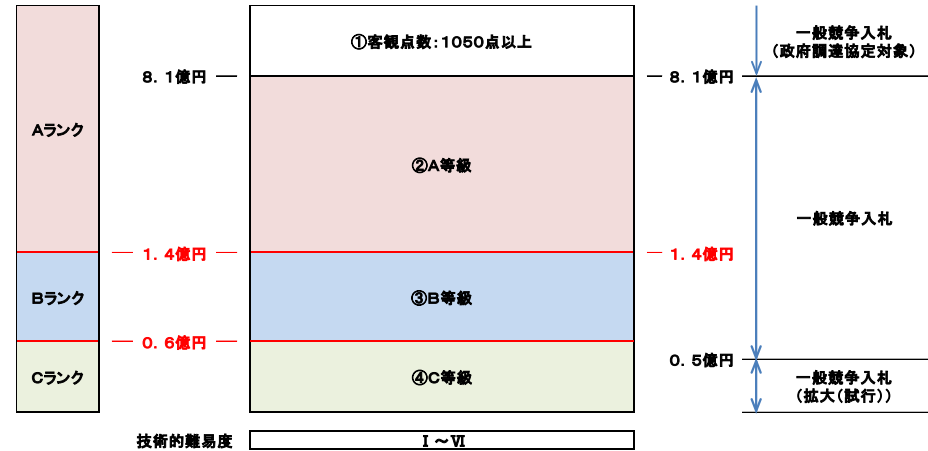 ①客観点数：1050点以上
一般競争入札
（政府調達協定対象）
８．１億円
８．１億円
Aランク
②A等級
一般競争入札
１．４億円
１．４億円
Bランク
③B等級
０．６億円
０．５億円
Cランク
④C等級
一般競争入札
（拡大（試行））
技術的難易度
Ⅰ～Ⅵ